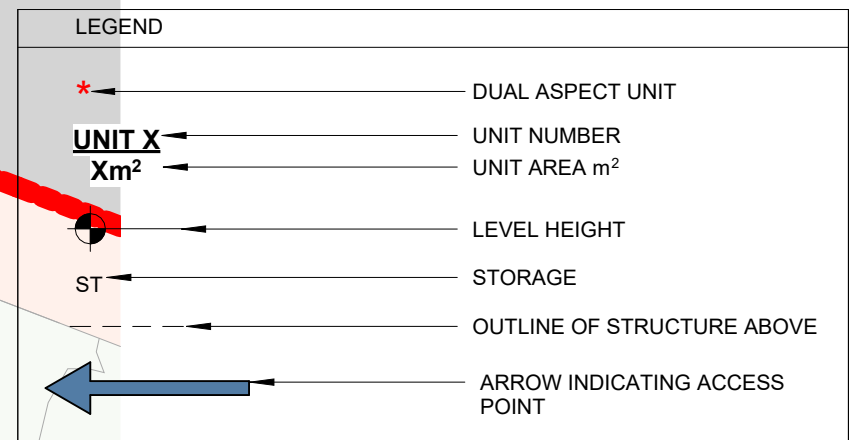 LEGEND
* DUAL ASPECT UNIT
UNIT X UNIT NUMBER
Xm² UNIT AREA m²
LEVEL HEIGHT
ST STORAGE
OUTLINE OF STRUCTURE ABOVE
ARROW INDICATING ACCESS
POINT